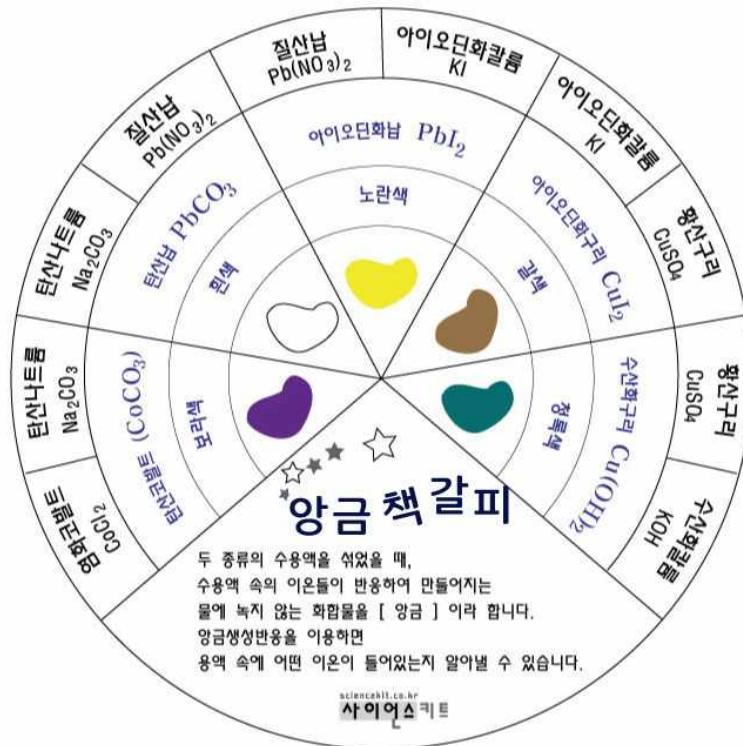 질산납
Pb(NO₃)₂
아이오딘화칼륨
KI
아이오딘화납 PbI₂
노란색
아이오딘화칼륨
KI
황산구리
CuSO₄
아이오딘화구리 CuI₂
갈색
황산구리
CuSO₄
수산화칼륨
KOH
수산화구리 Cu(OH)₂
청록색
질산납
Pb(NO₃)₂
탄산나트륨
Na₂CO₃
탄산납 PbCO₃
흰색
탄산나트륨
Na₂CO₃
염화코발트
CoCl₂
탄산코발트 (CoCO₃)
보라색
앙금 책갈피
두 종류의 수용액을 섞었을 때,
수용액 속의 이온들이 반응하여 만들어지는
물에 녹지 않는 화합물을 [ 앙금 ] 이라 합니다.
앙금생성반응을 이용하면
용액 속에 어떤 이온이 들어있는지 알아낼 수 있습니다.
sciencekit.co.kr
사이언스키트